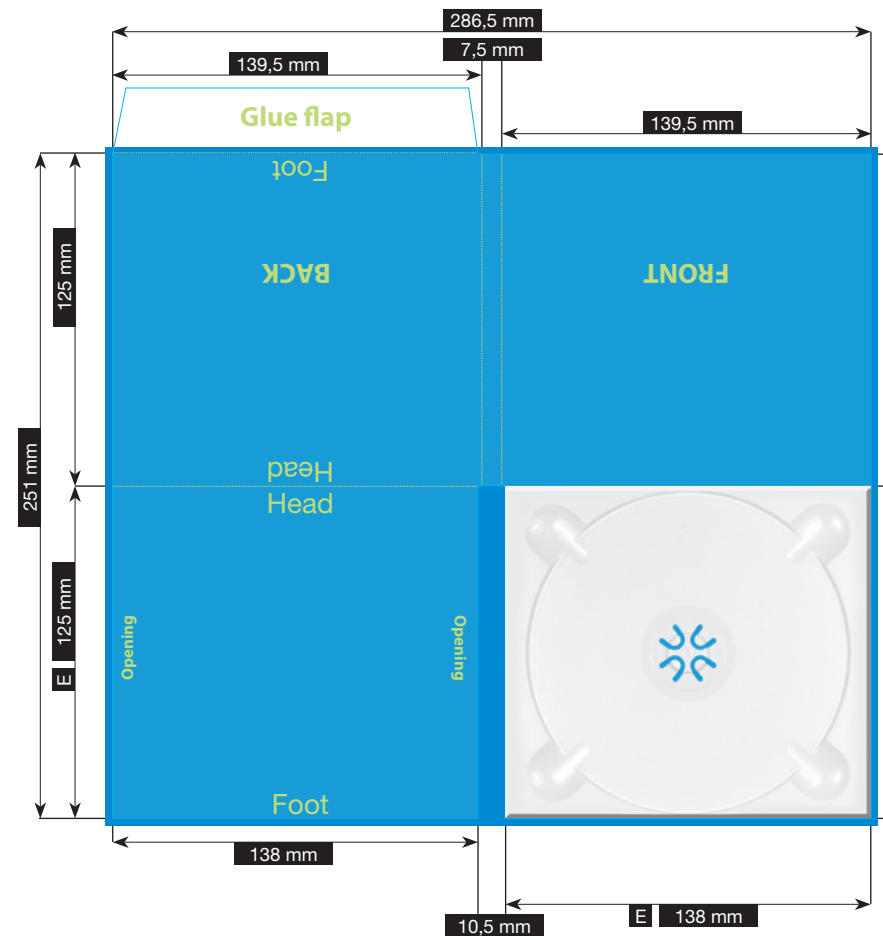 286,5 mm
7,5 mm
139,5 mm
139,5 mm
Glue flap
Foot
BACK
FRONT
125 mm
251 mm
Head
Head
E 125 mm
Opening
Opening
Foot
138 mm
E 138 mm
10,5 mm